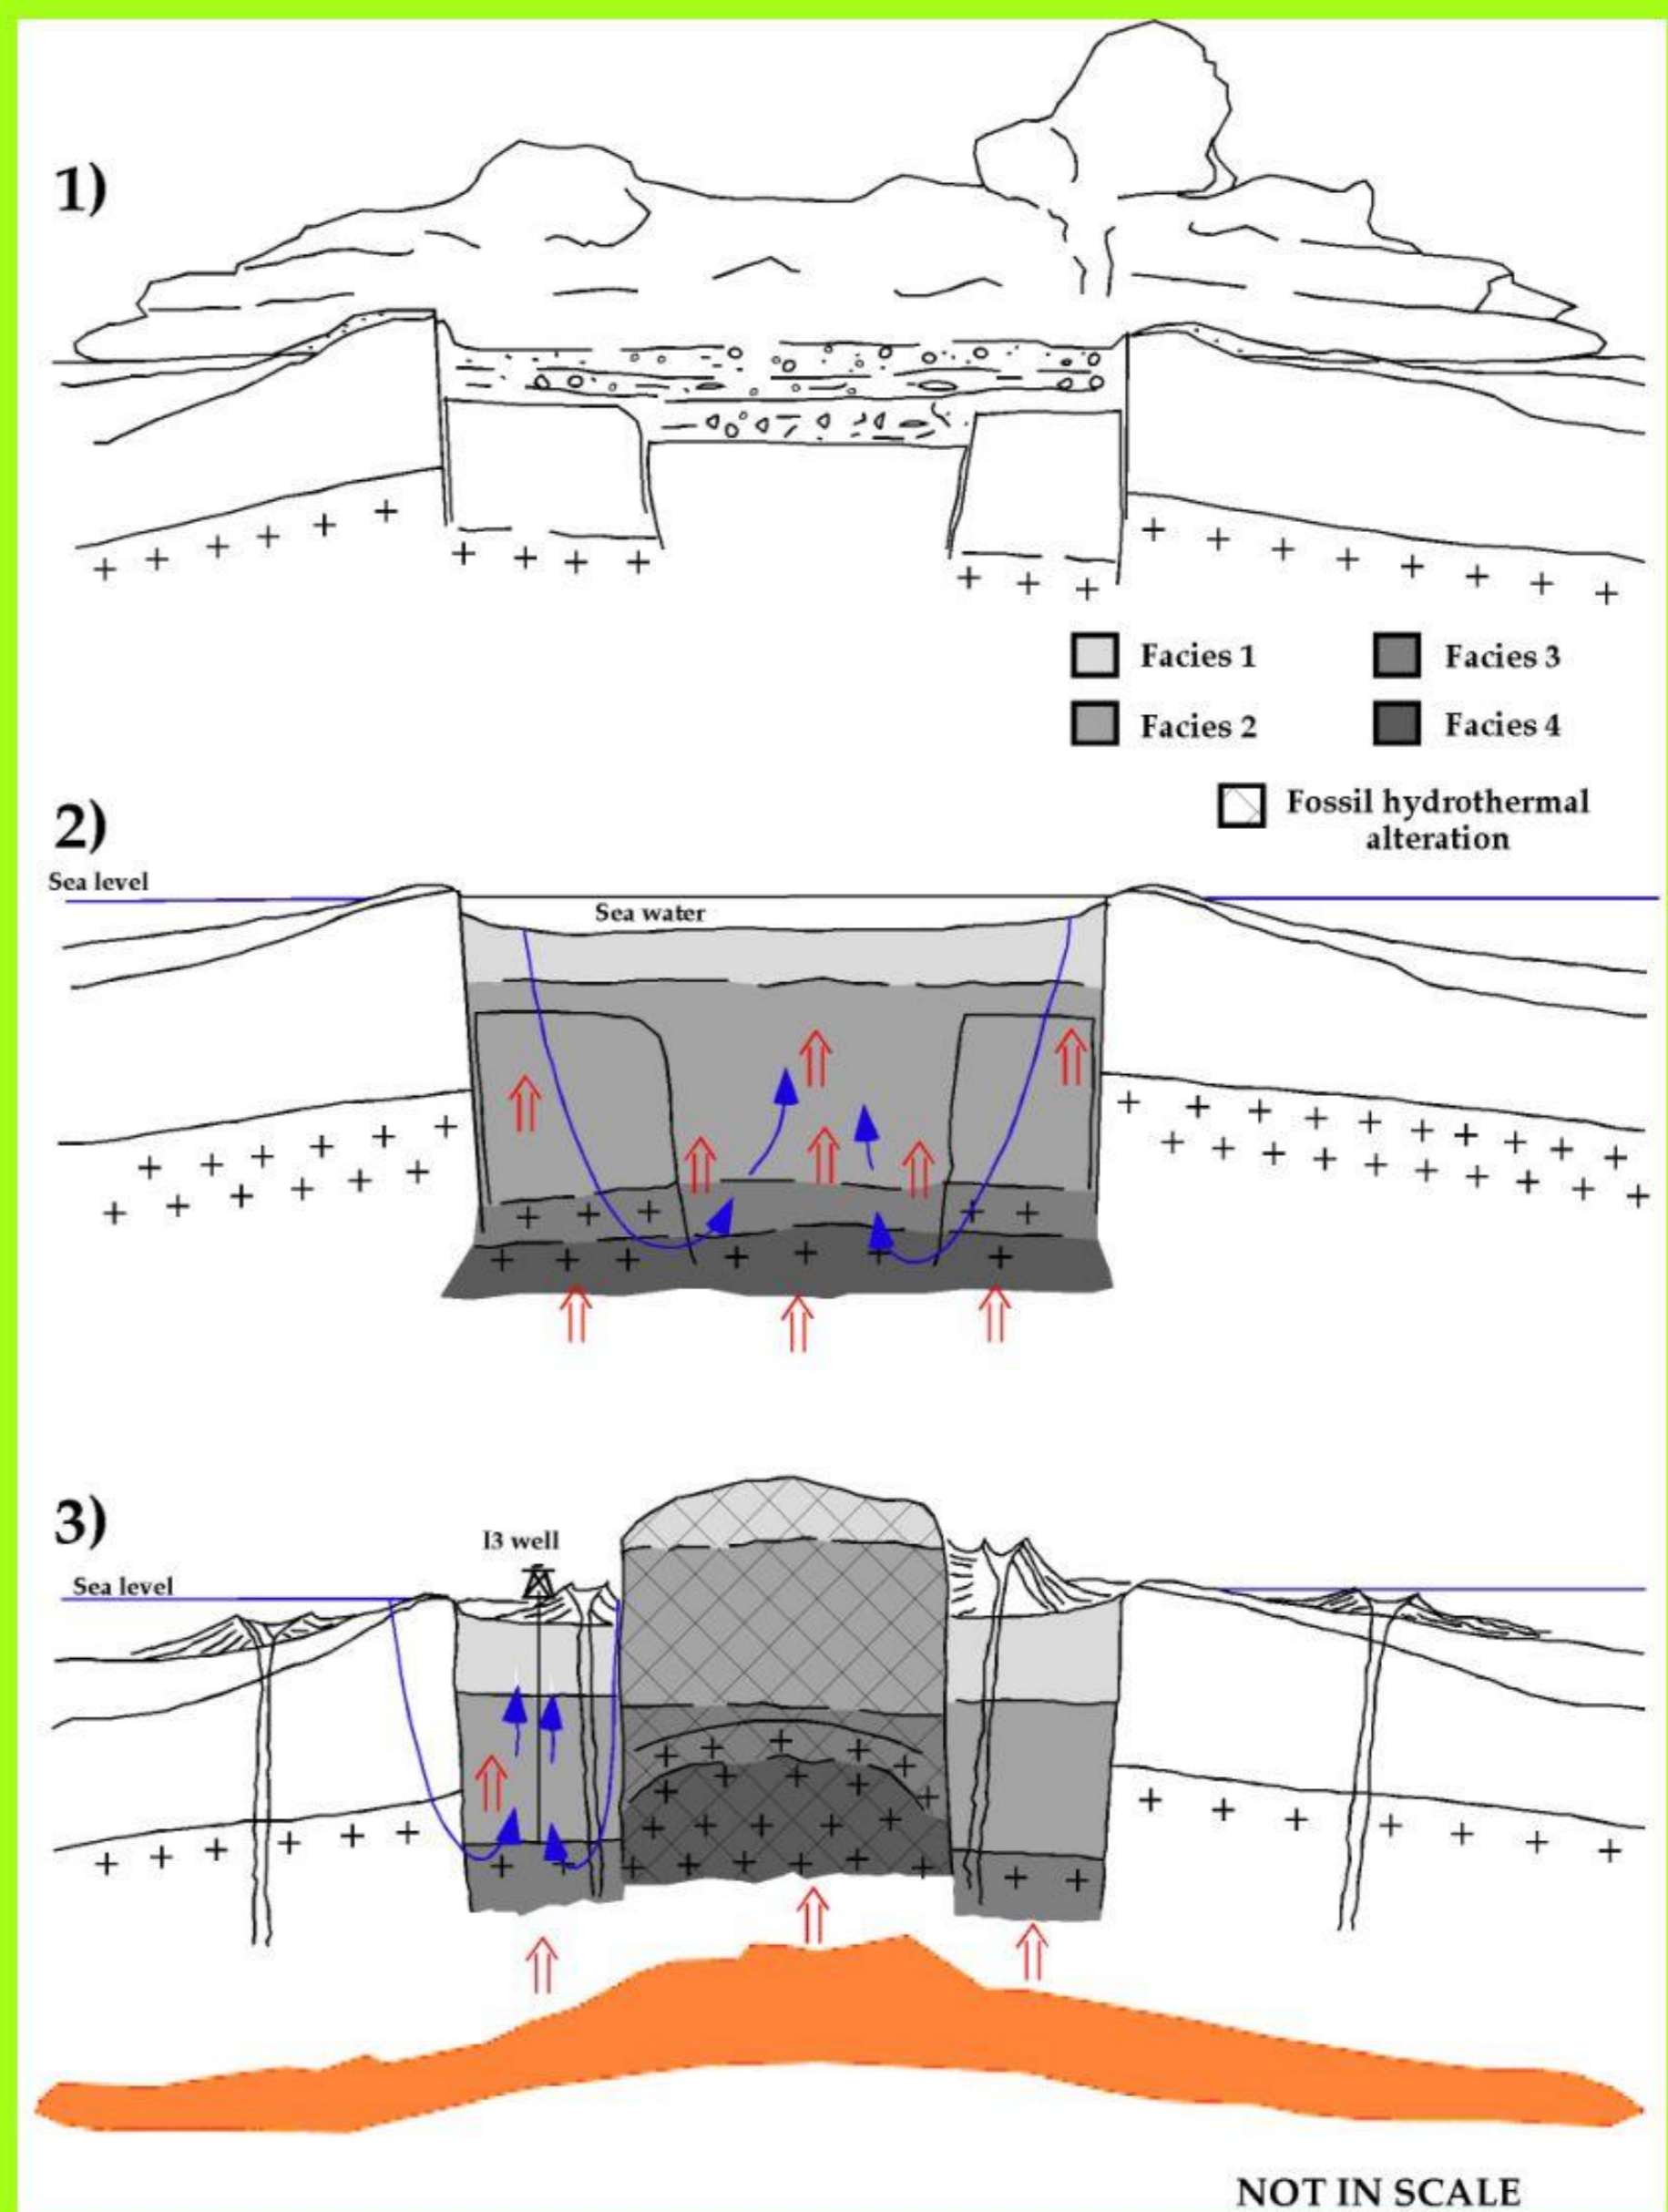 1)
Facies 1
Facies 3
Facies 2
Facies 4
Fossil hydrothermal
alteration
2)
Sea level
Sea water
3)
I3 well
Sea level
NOT IN SCALE